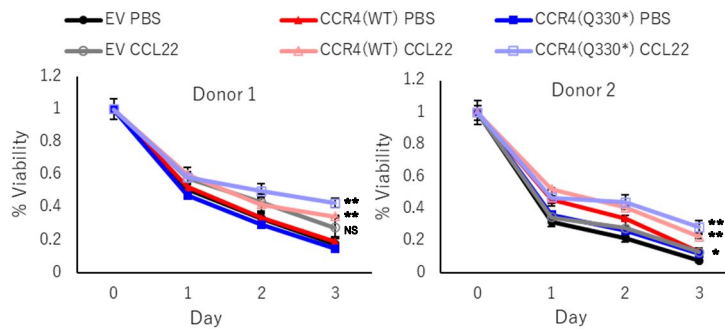 EV PBS CCR4(WT) PBS CCR4(Q330*) PBS
EV CCL22 CCR4(WT) CCL22 CCR4(Q330*) CCL22
Donor 1
% Viability
1.2
1
0.8
0.6
0.4
0.2
0
**
**
NS
0 1 2 3
Day
Donor 2
% Viability
1.2
1
0.8
0.6
0.4
0.2
0
**
**
*
0 1 2 3
Day